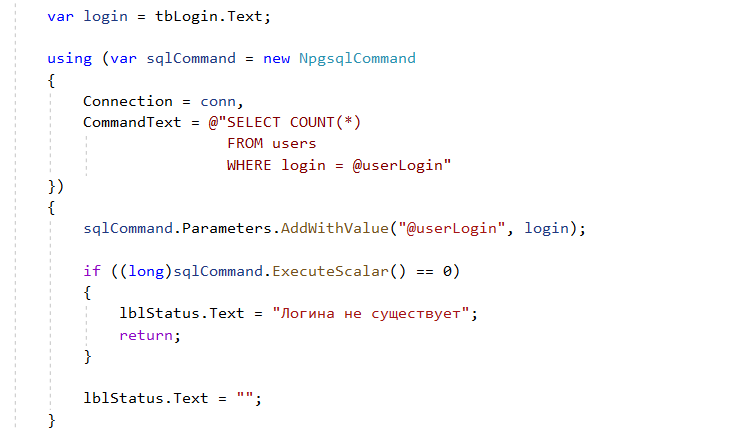 var login = tbLogin.Text;
using (var sqlCommand = new NpgsqlCommand
{
Connection = conn,
CommandText = @"SELECT COUNT(*)
FROM users
WHERE login = @userLogin"
})
{
sqlCommand.Parameters.AddWithValue("@userLogin", login);
if ((long)sqlCommand.ExecuteScalar() == 0)
{
lblStatus.Text = "Логина не существует";
return;
}
lblStatus.Text = "";
}